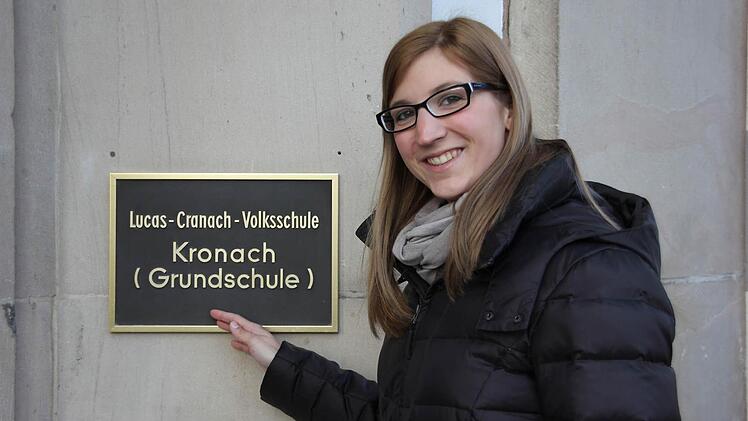 Lucas-Cranach-Volksschule
Kronach
( Grundschule )